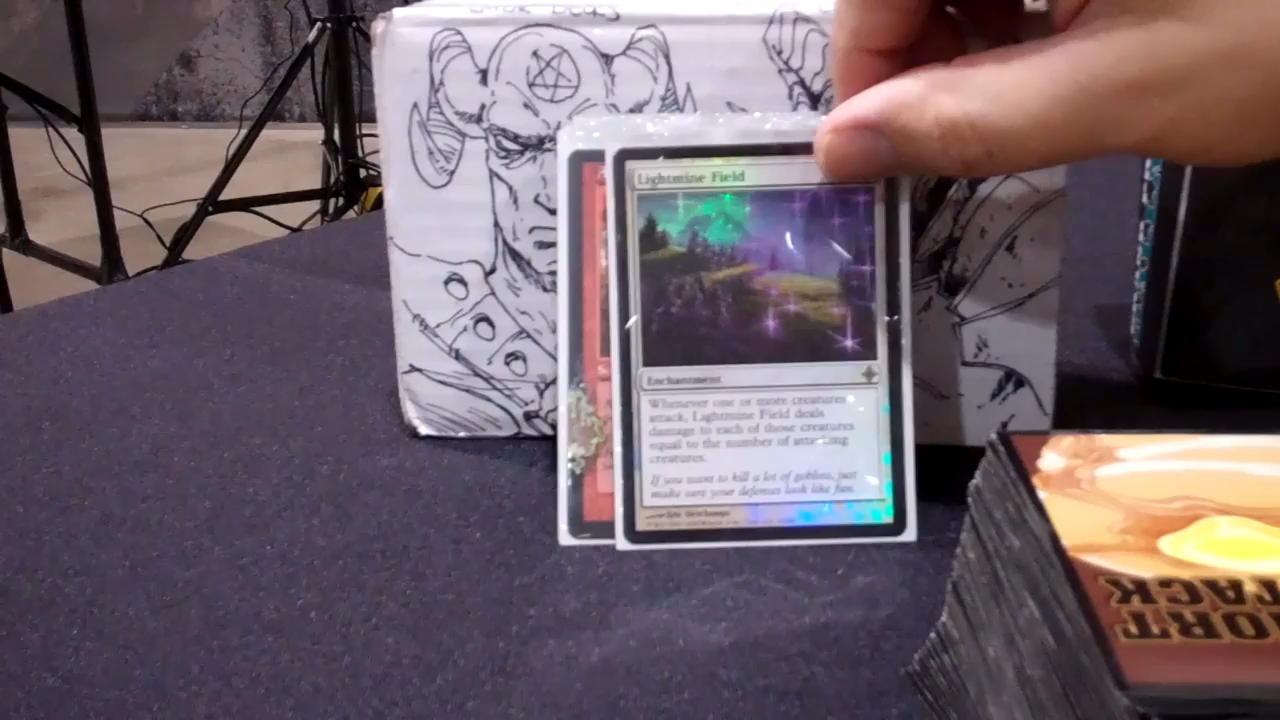 Lightmine Field
Enchantment
Whenever one or more creatures
attack, Lightmine Field deals
damage to each of those creatures
equal to the number of attacking
creatures.
If you want to kill a lot of goblins, just
make sure your defenses look like fun.
HORT
TACK